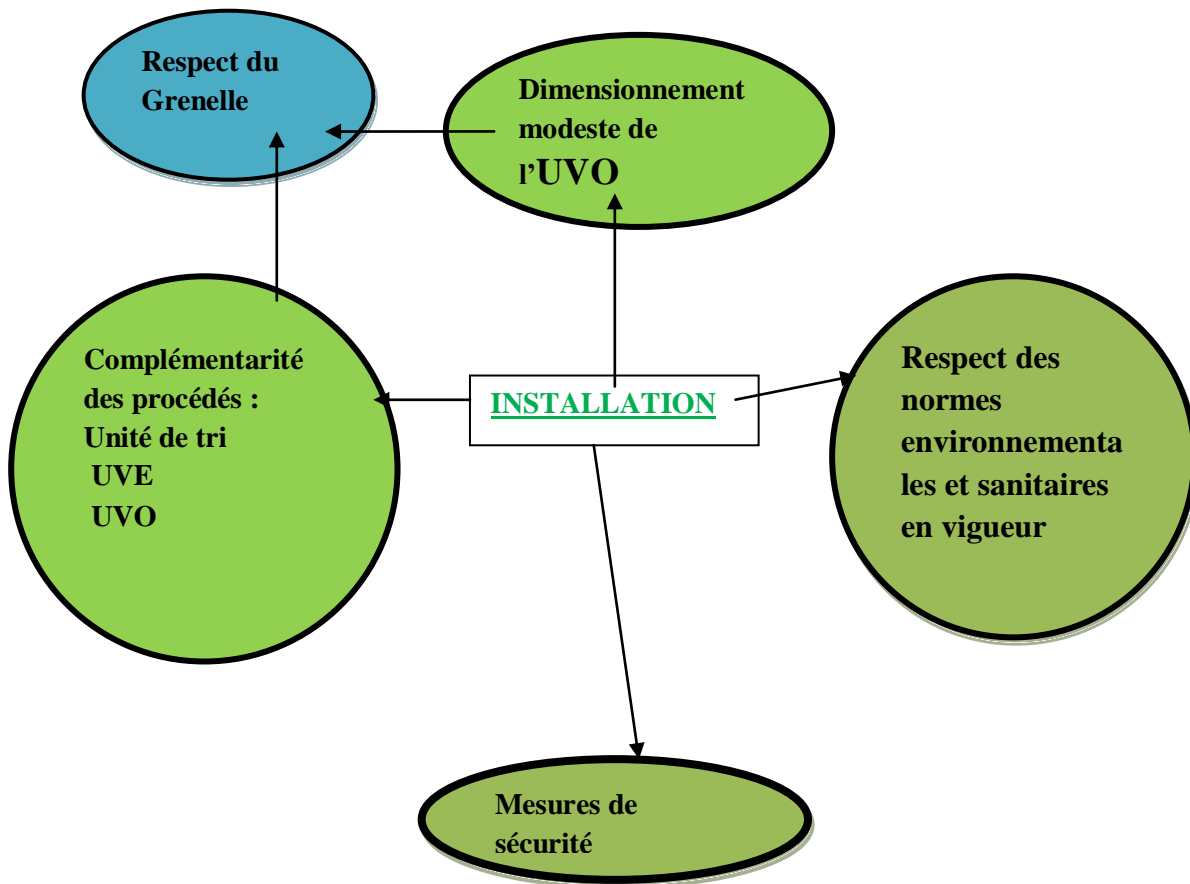 Respect du
Grenelle
Dimensionnement
modeste de
l’UVO
Complémentarité
des procédés :
Unité de tri
UVE
UVO
INSTALLATION
Respect des
normes
environnementa
les et sanitaires
en vigueur
Mesures de
sécurité